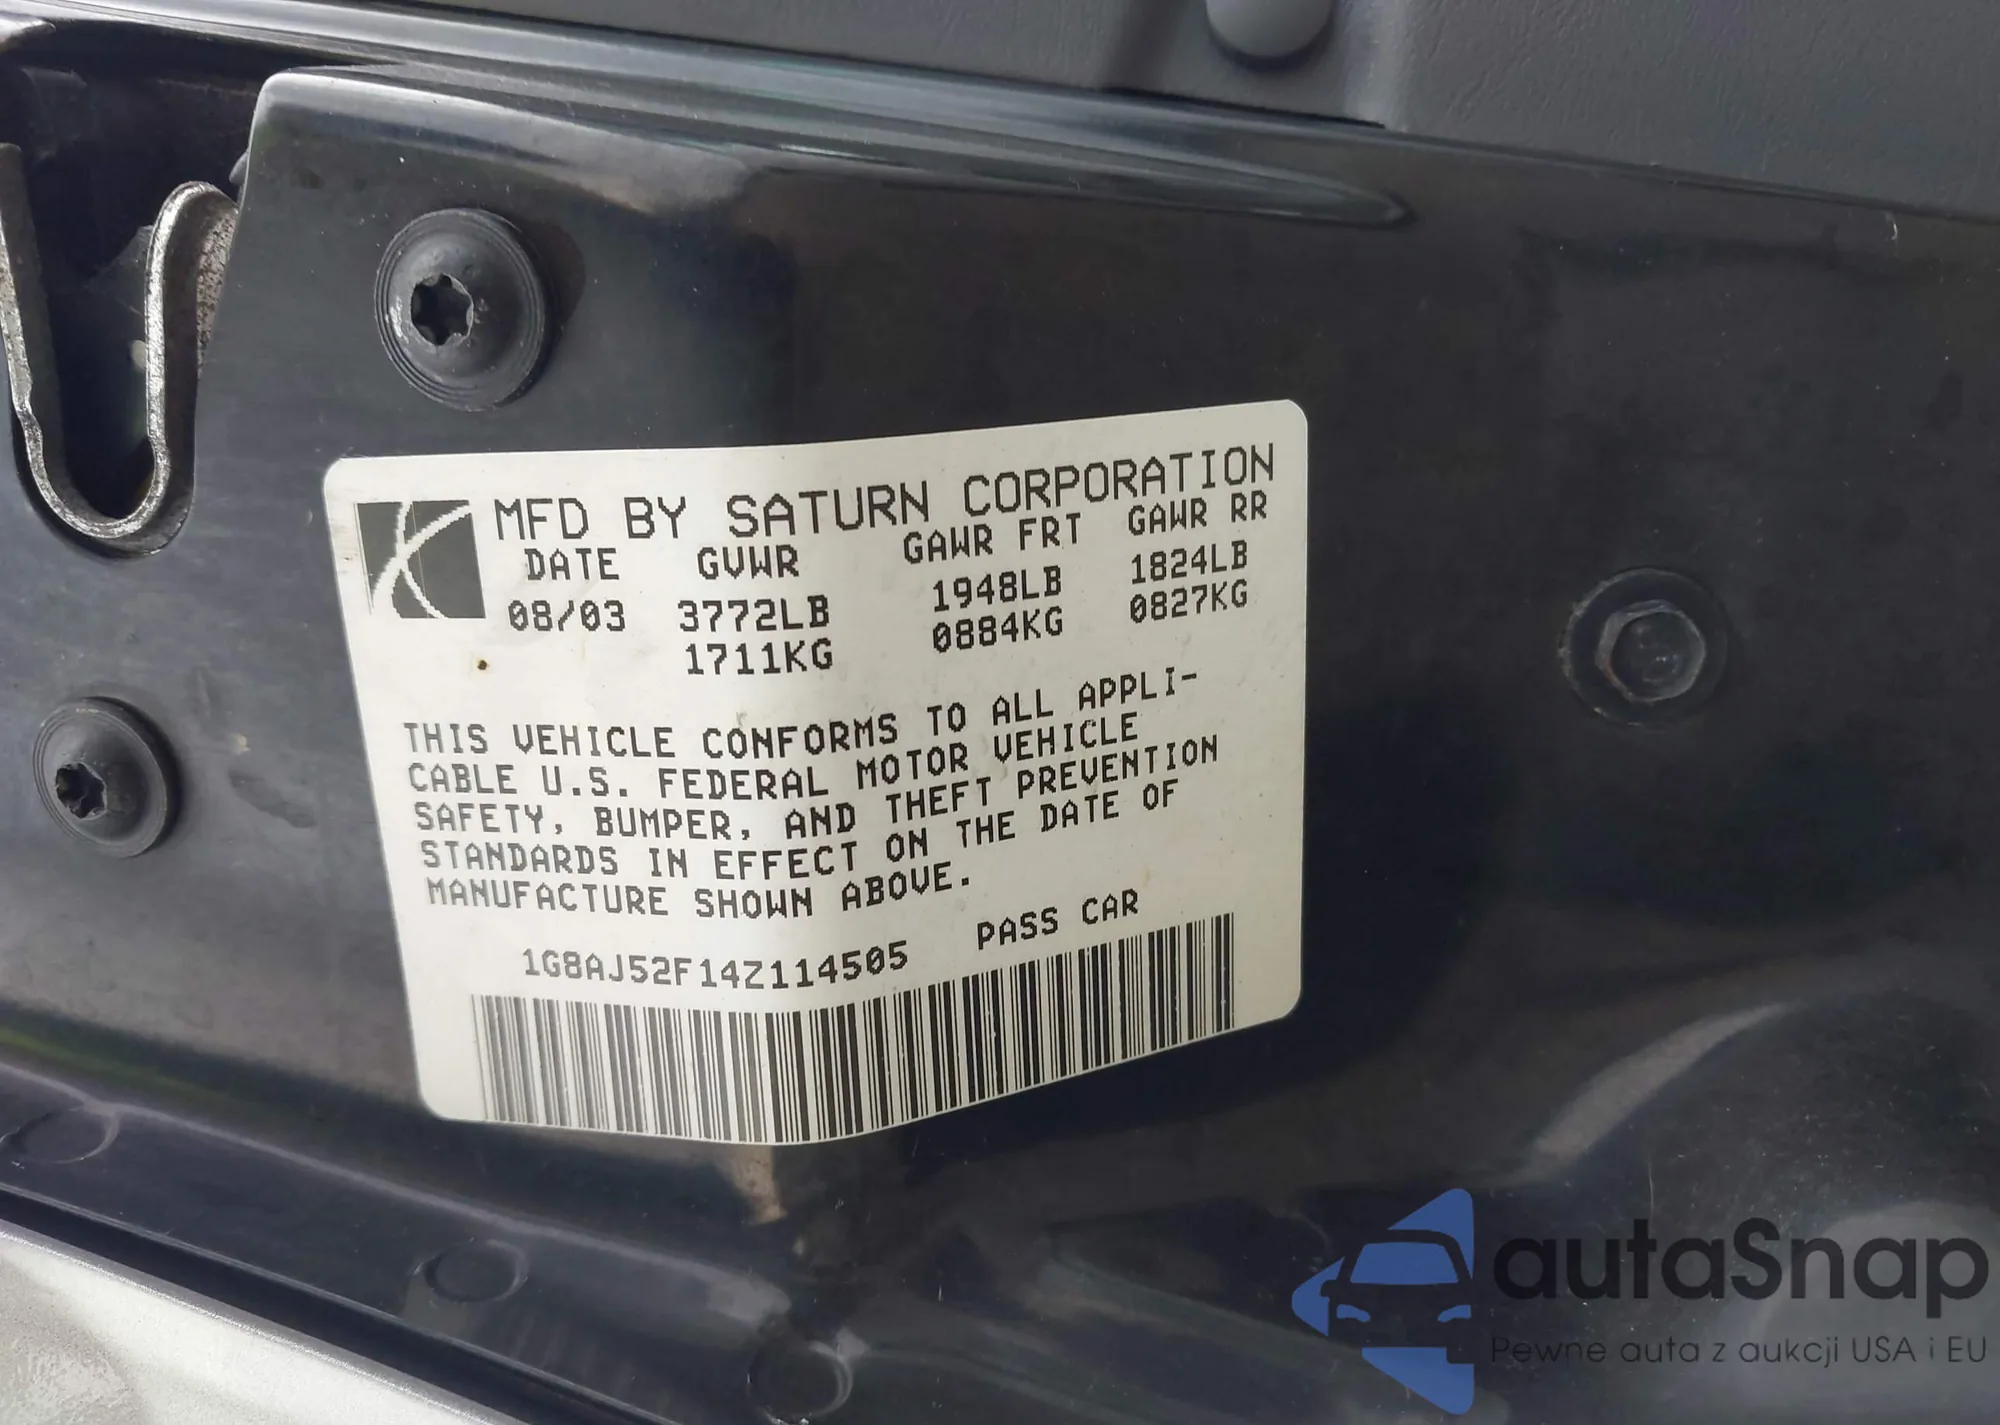 MFD BY SATURN CORPORATION
DATE GVWR GAWR FRT GAWR RR
08/03 3772LB 1948LB 1824LB
1711KG 0884KG 0827KG
THIS VEHICLE CONFORMS TO ALL APPLI-
CABLE U.S. FEDERAL MOTOR VEHICLE
SAFETY, BUMPER, AND THEFT PREVENTION
STANDARDS IN EFFECT ON THE DATE OF
MANUFACTURE SHOWN ABOVE.
1G8AJ52F14Z114505 PASS CAR
autaSnap
Pewne auta z aukcji USA i EU